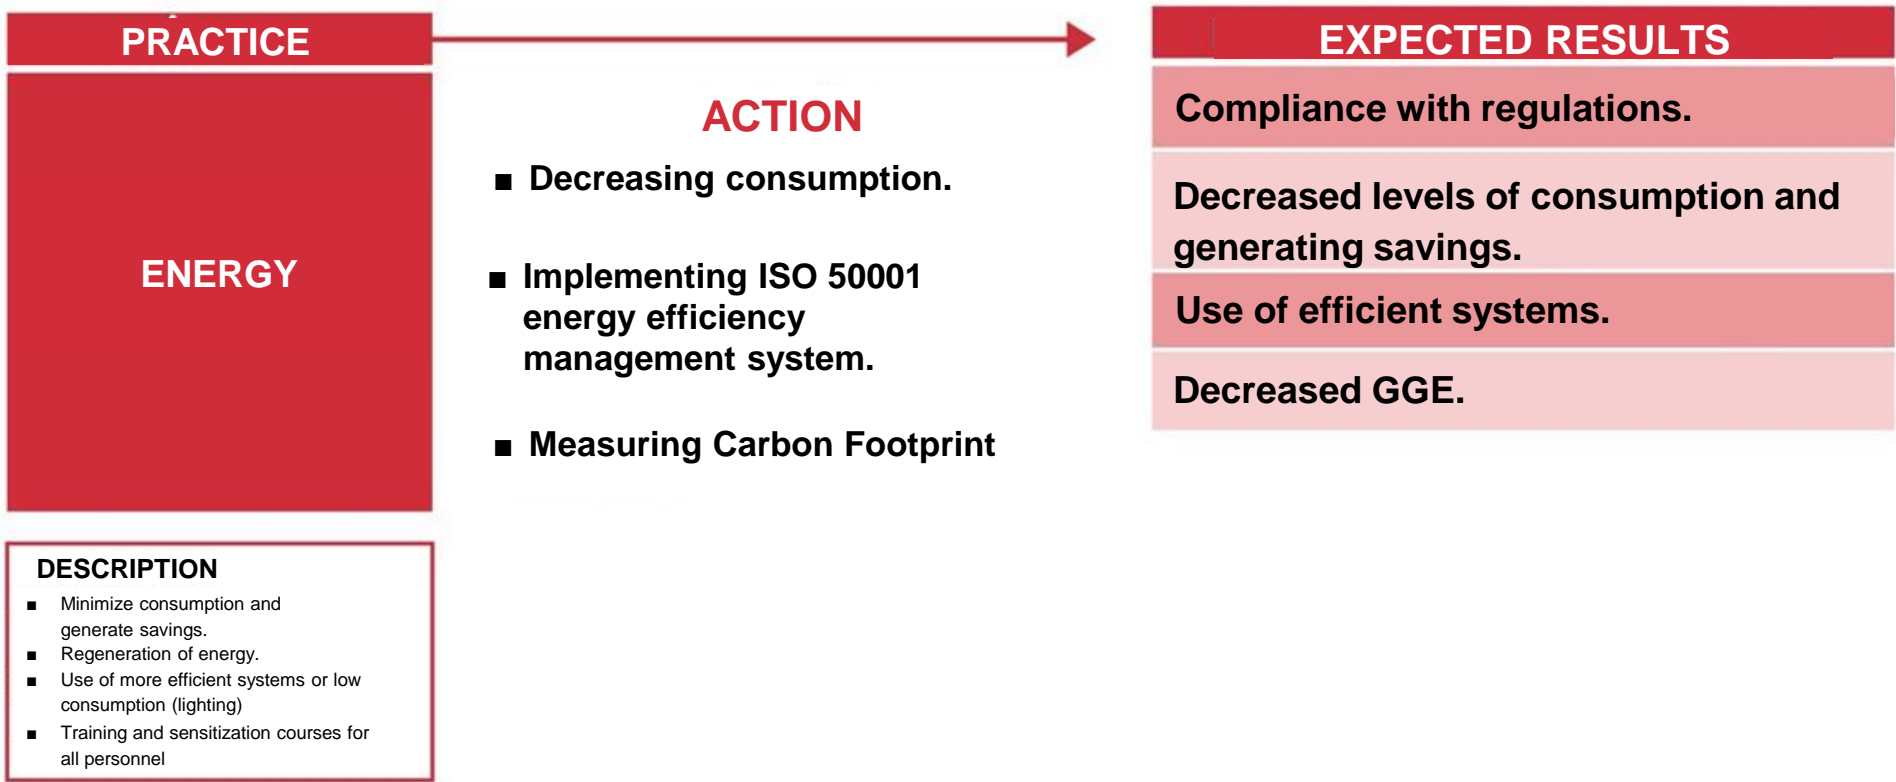 PRACTICE
ENERGY
DESCRIPTION
■ Minimize consumption and
generate savings.
■ Regeneration of energy.
■ Use of more efficient systems or low
consumption (lighting)
■ Training and sensitization courses for
all personnel
ACTION
■ Decreasing consumption.
■ Implementing ISO 50001
energy efficiency
management system.
■ Measuring Carbon Footprint
EXPECTED RESULTS
Compliance with regulations.
Decreased levels of consumption and
generating savings.
Use of efficient systems.
Decreased GGE.